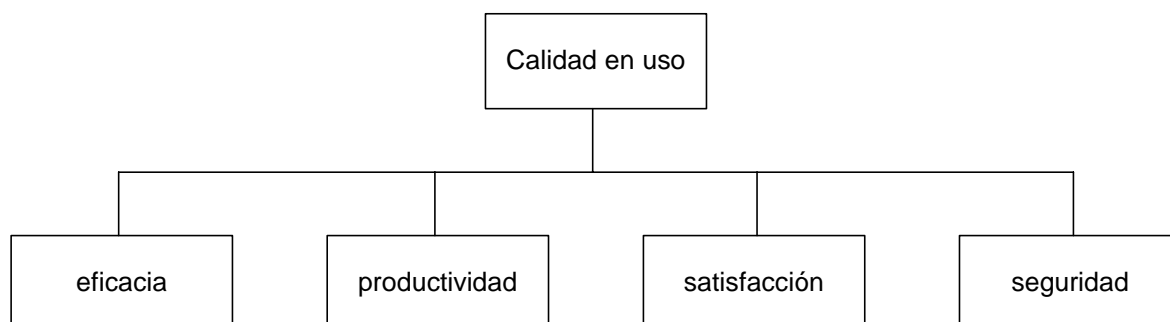 Calidad en uso
eficacia
productividad
satisfacción
seguridad